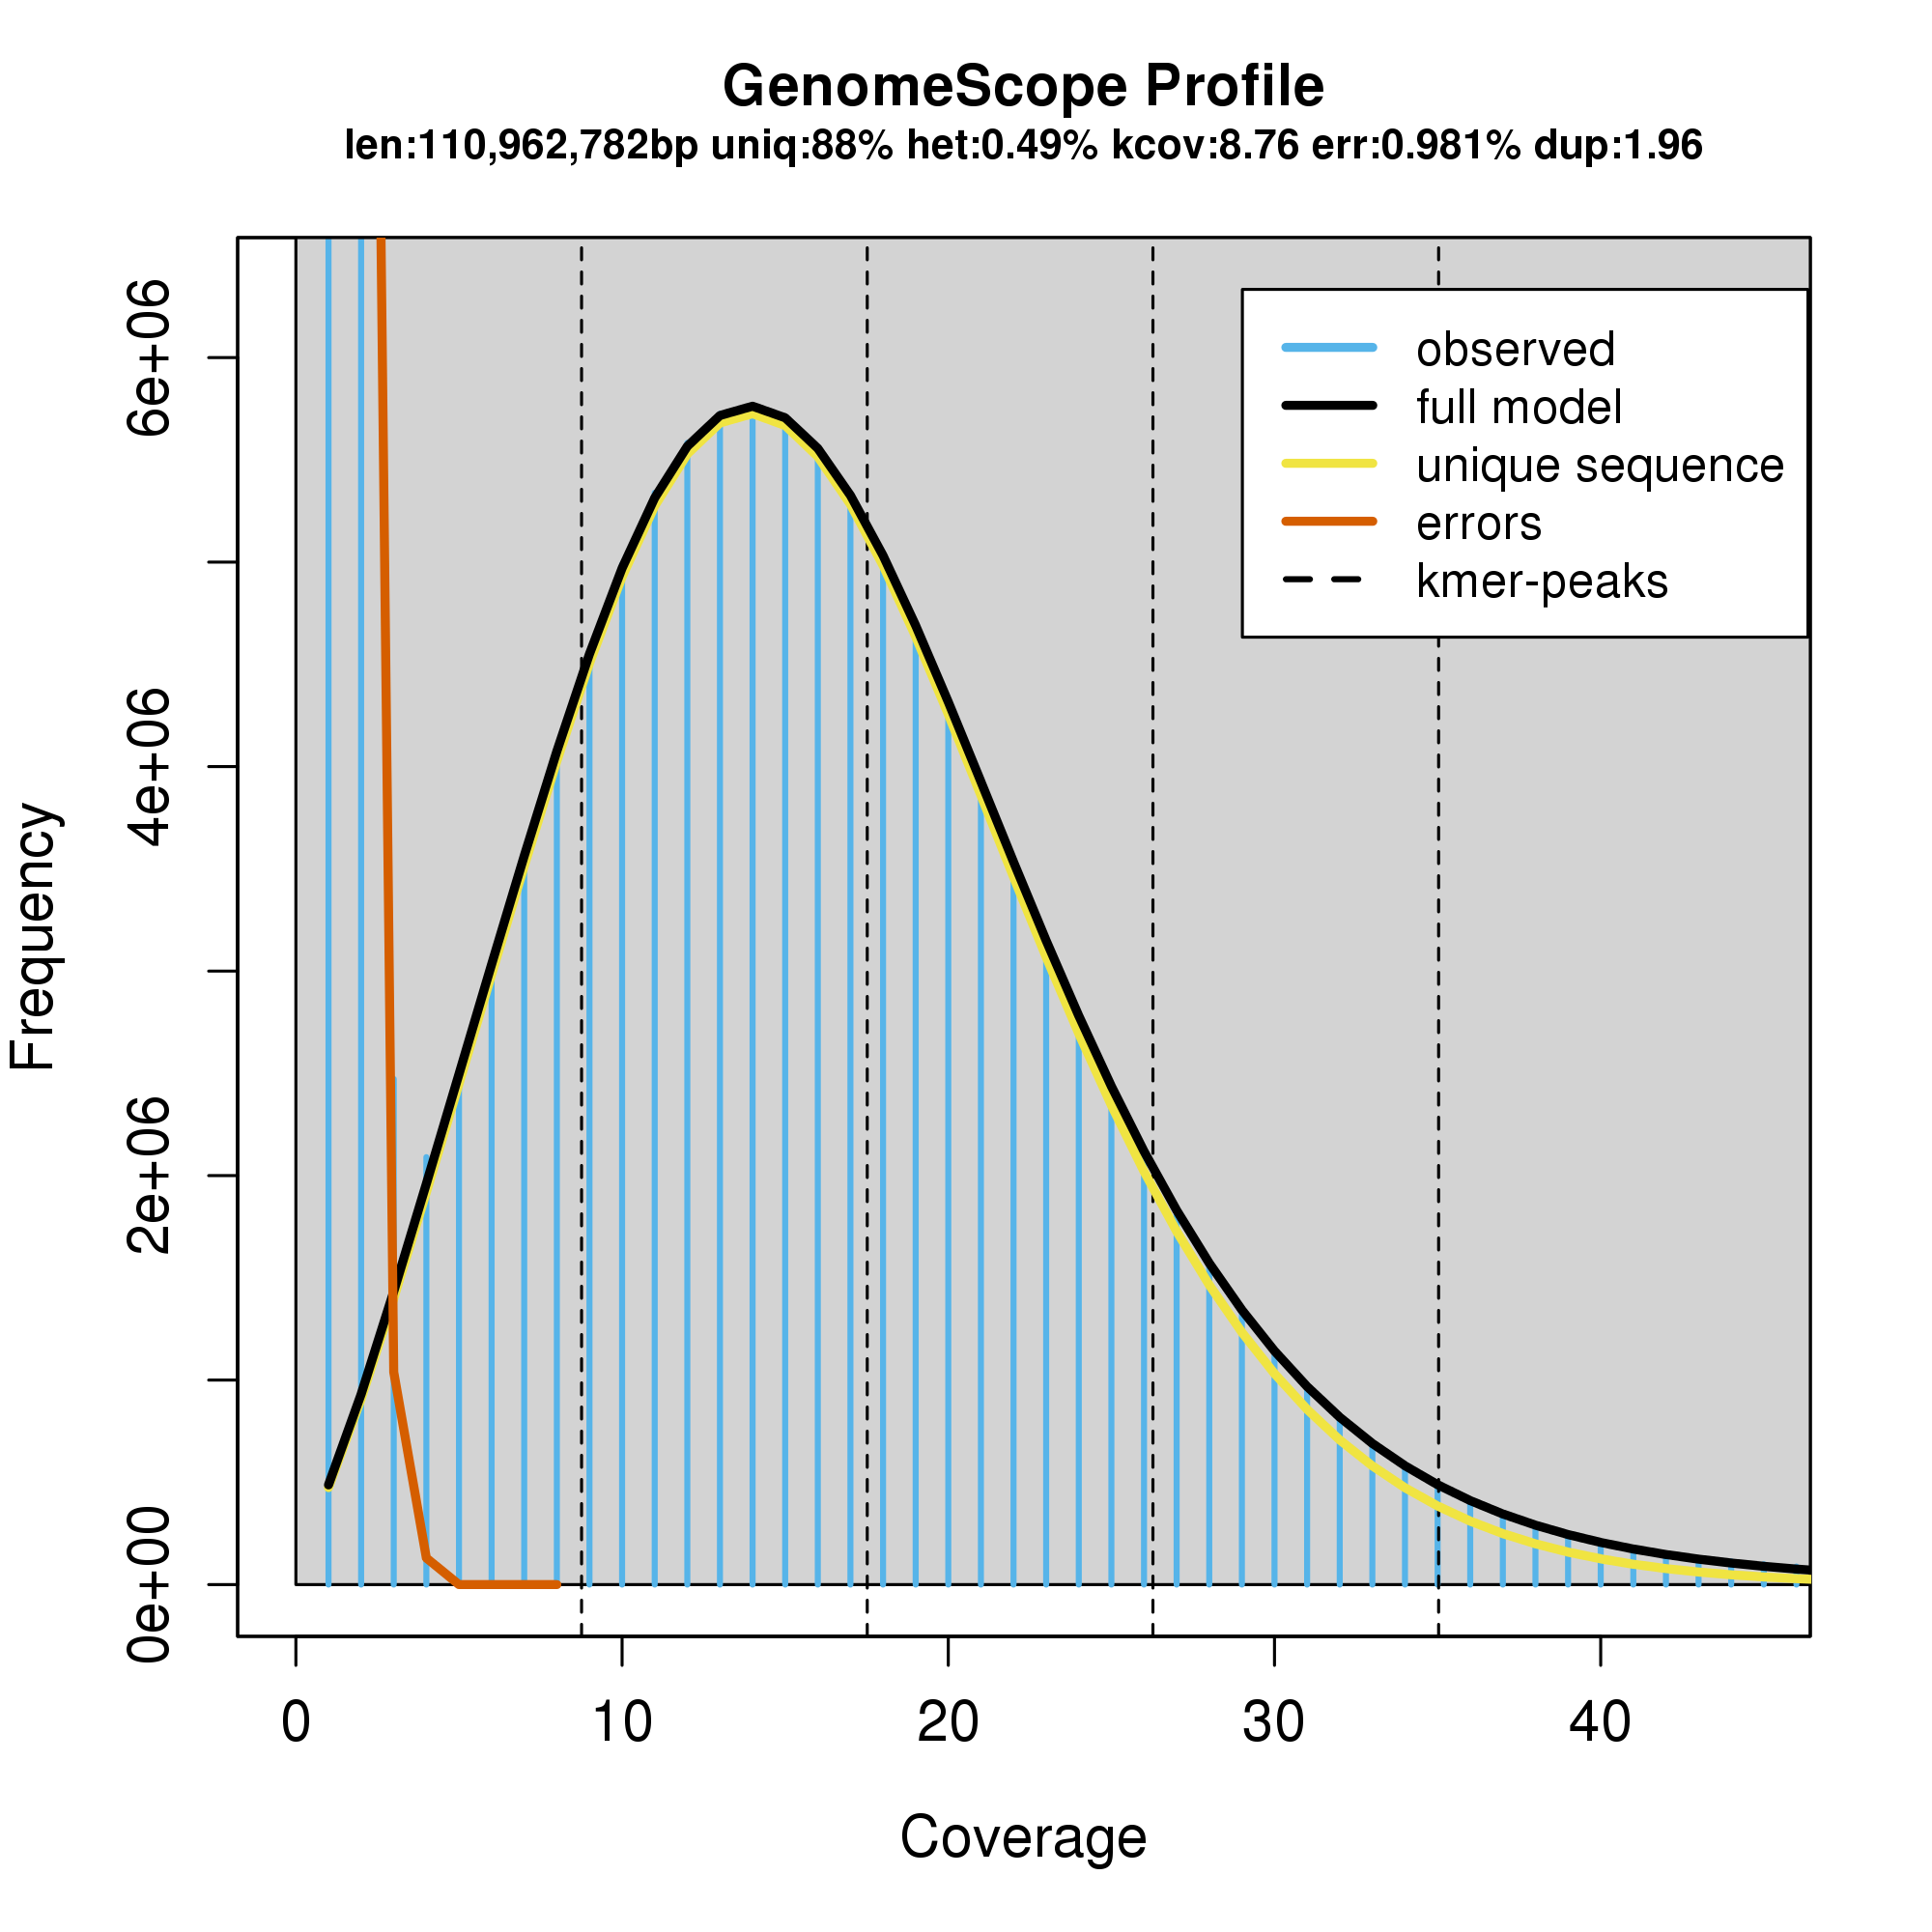 GenomeScope Profile
len:110,962,782bp uniq:88% het:0.49% kcov:8.76 err:0.981% dup:1.96
observed
full model
unique sequence
errors
kmer-peaks
Frequency
6e+06
4e+06
2e+06
0e+00
0 10 20 30 40
Coverage